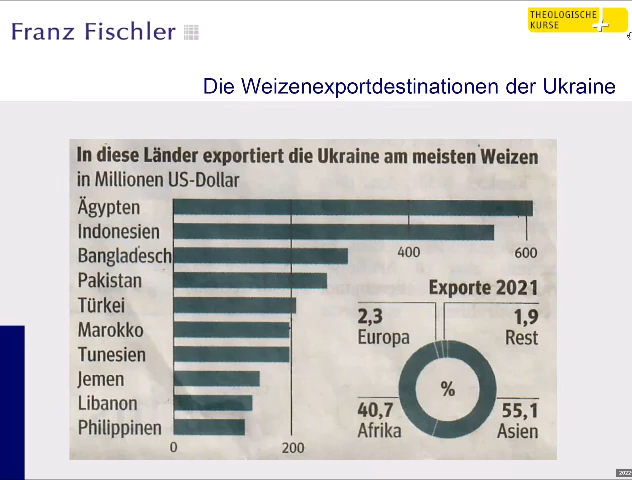 Franz Fischler
THEOLOGISCHE
KURSE
Die Weizenexportdestinationen der Ukraine
In diese Länder exportiert die Ukraine am meisten Weizen
in Millionen US-Dollar
Ägypten
Indonesien
Bangladesch
Pakistan
Türkei
Marokko
Tunesien
Jemen
Libanon
Philippinen
0
200
400
600
Exporte 2021
2,3
Europa
1,9
Rest
%
40,7
Afrika
55,1
Asien
2022